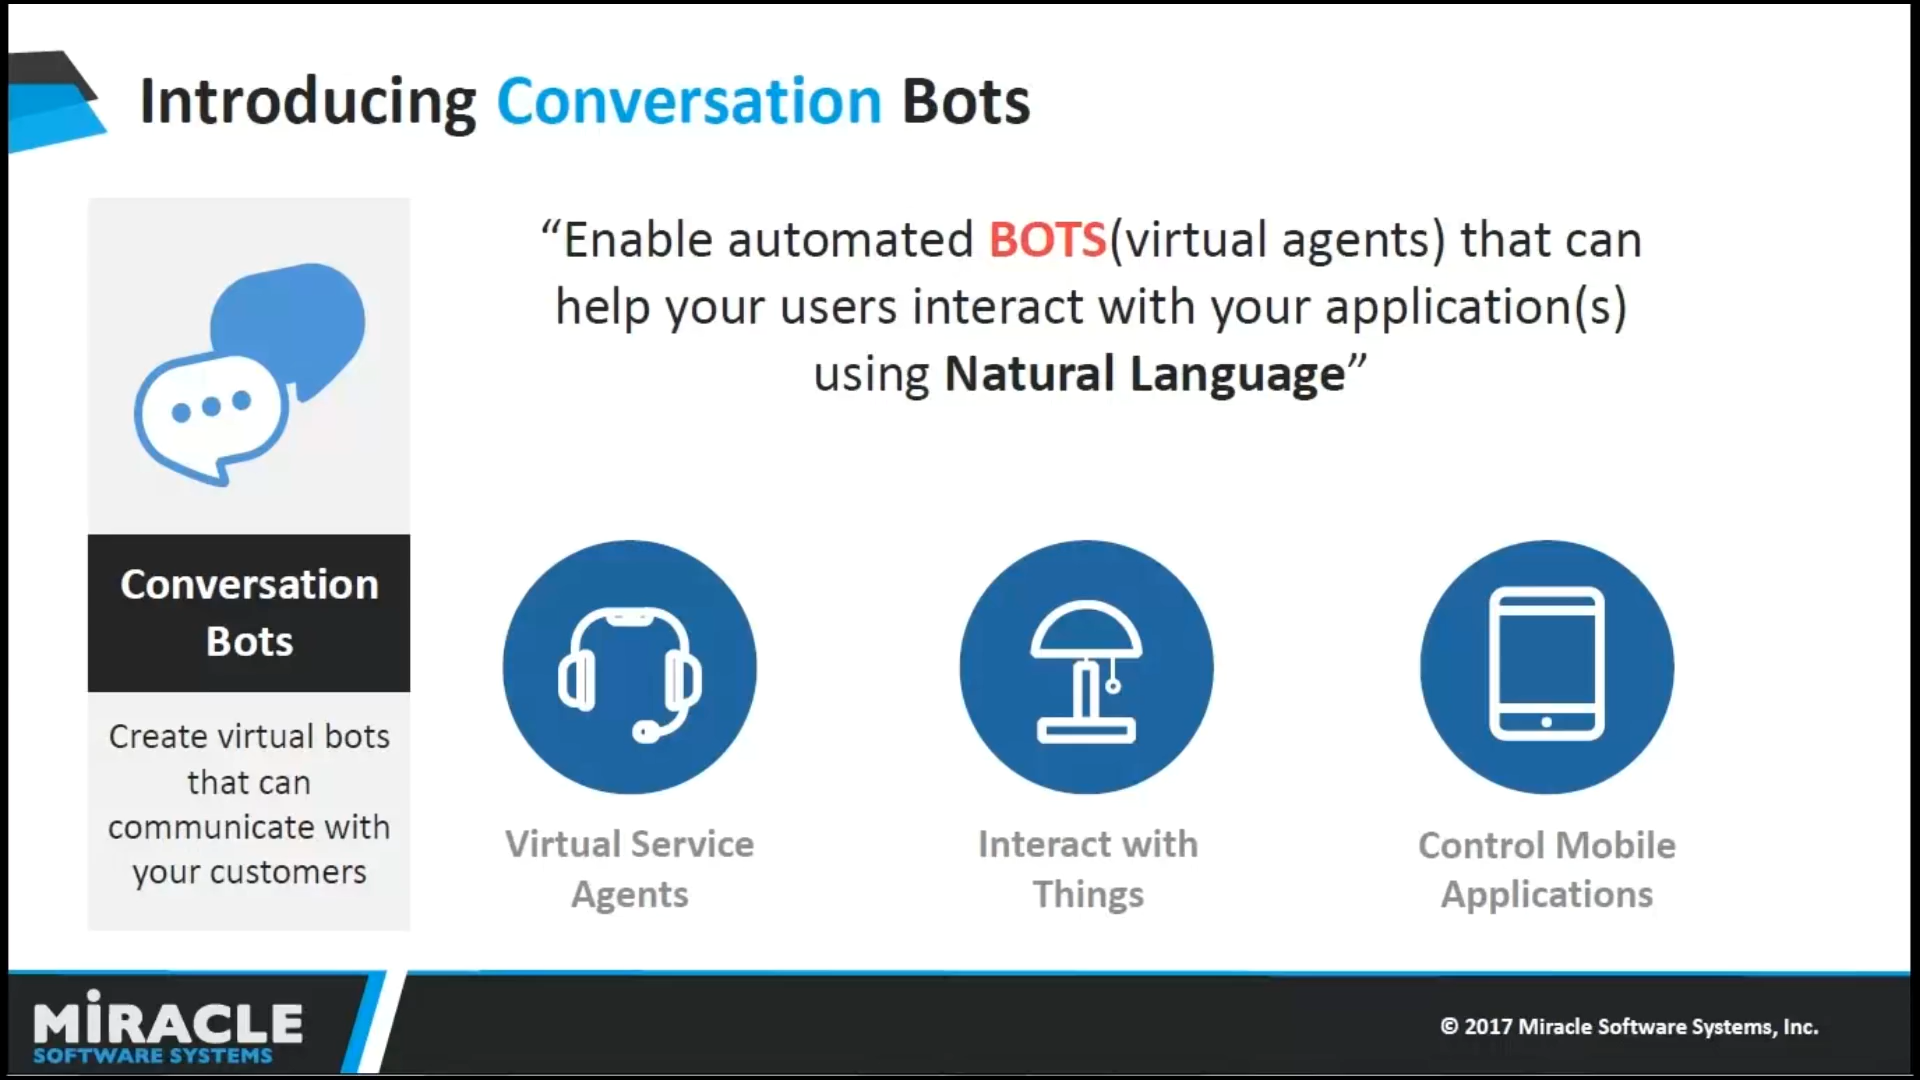 Introducing Conversation Bots
“Enable automated BOTS(virtual agents) that can
help your users interact with your application(s)
using Natural Language”
Conversation
Bots
Create virtual bots
that can
communicate with
your customers
Virtual Service
Agents
Interact with
Things
Control Mobile
Applications
MiRACLE
SOFTWARE SYSTEMS
© 2017 Miracle Software Systems, Inc.